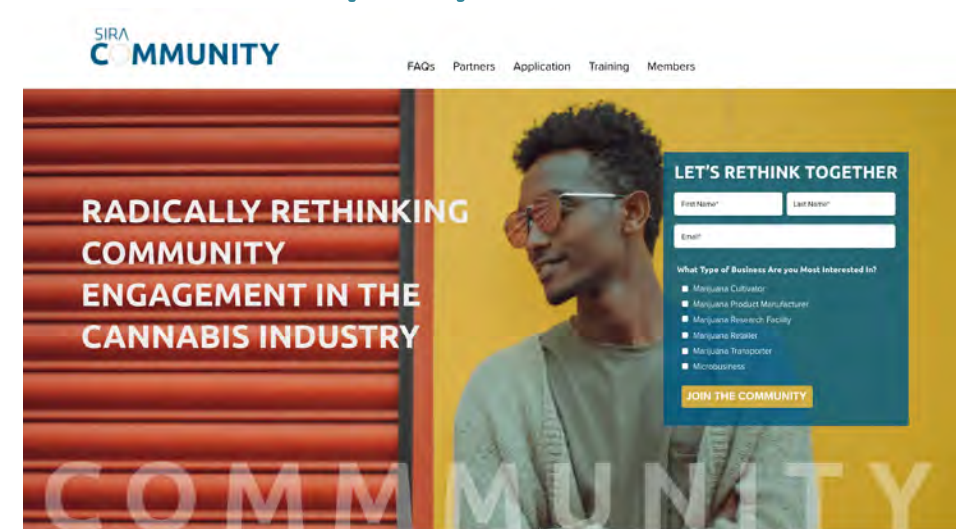 SIRA
COMMUNITY
FAQs Partners Application Training Members
RADICALLY RETHINKING
COMMUNITY
ENGAGEMENT IN THE
CANNABIS INDUSTRY
LET'S RETHINK TOGETHER
First Name* Last Name*
Email*
What Type of Business Are you Most Interested In?
Marijuana Cultivator
Marijuana Product Manufacturer
Marijuana Research Facility
Marijuana Retailer
Marijuana Transporter
Microbusiness
JOIN THE COMMUNITY
COMMMUNITY